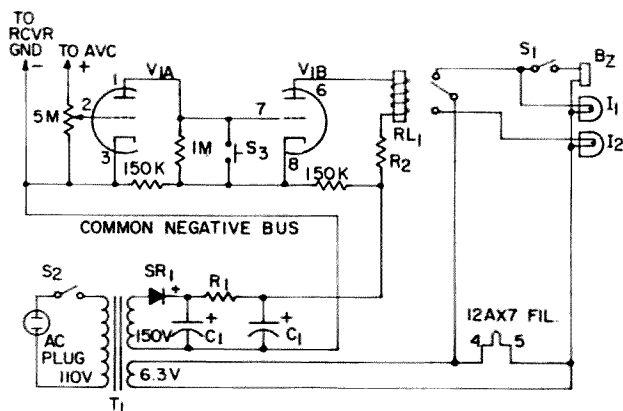 TO
RCVR
GND
-
TO AVC
+
5M
1
2
3
V1A
150K
1M
S3
7
V1B
6
8
150K
RL1
R2
S1
BZ
I1
I2
COMMON NEGATIVE BUS
S2
AC
PLUG
110V
T1
SR1
+
R1
150V
+
C1
+
C1
6.3V
12AX7 FIL.
4
5